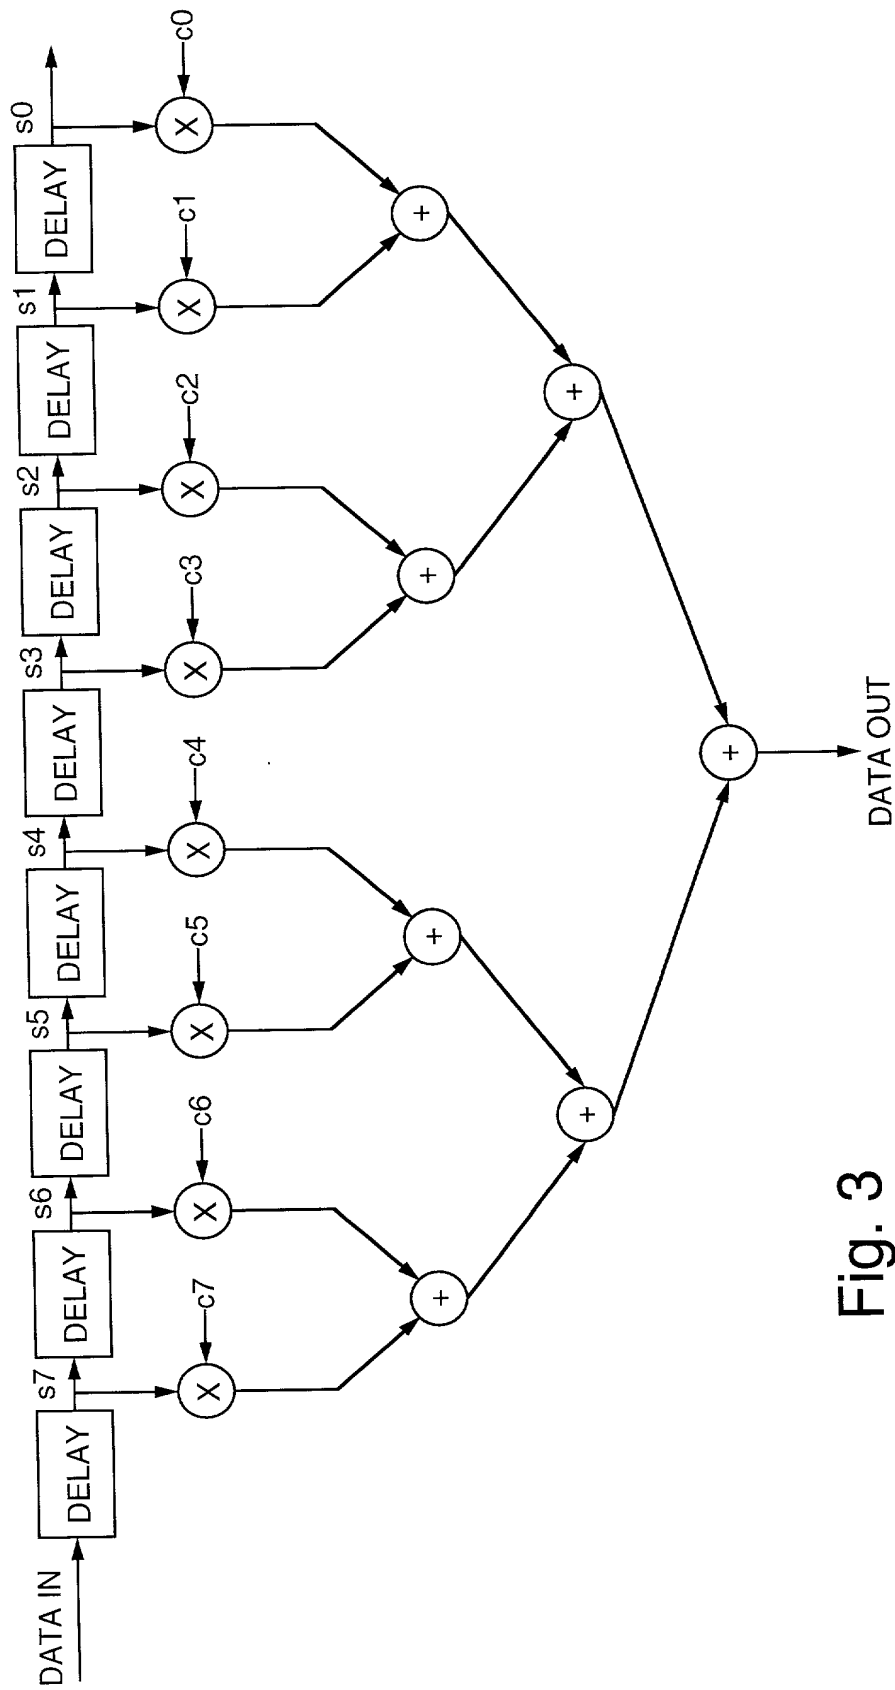 DATA IN
DELAY
s7
DELAY
s6
DELAY
s5
DELAY
s4
DELAY
s3
DELAY
s2
DELAY
s1
DELAY
s0
c7
c6
c5
c4
c3
c2
c1
c0
X
X
X
X
X
X
X
X
+
+
+
+
+
+
+
DATA OUT
Fig. 3